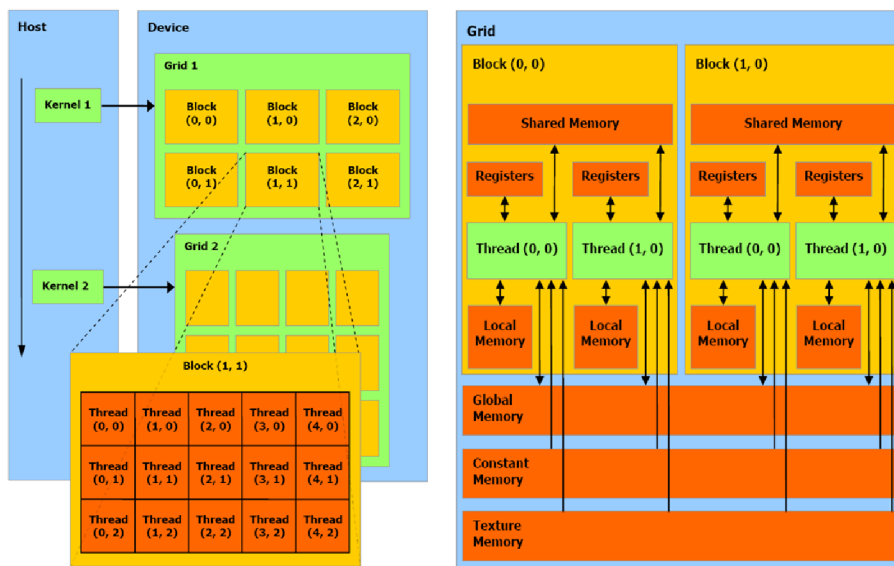 Host
Device
Grid 1
Kernel 1
Block
(0, 0)
Block
(1, 0)
Block
(2, 0)
Block
(0, 1)
Block
(1, 1)
Block
(2, 1)
Grid 2
Kernel 2
Block (1, 1)
Thread
(0, 0)
Thread
(1, 0)
Thread
(2, 0)
Thread
(3, 0)
Thread
(4, 0)
Thread
(0, 1)
Thread
(1, 1)
Thread
(2, 1)
Thread
(3, 1)
Thread
(4, 1)
Thread
(0, 2)
Thread
(1, 2)
Thread
(2, 2)
Thread
(3, 2)
Thread
(4, 2)
Grid
Block (0, 0)
Shared Memory
Registers
Registers
Thread (0, 0)
Thread (1, 0)
Local
Memory
Local
Memory
Block (1, 0)
Shared Memory
Registers
Registers
Thread (0, 0)
Thread (1, 0)
Local
Memory
Local
Memory
Global
Memory
Constant
Memory
Texture
Memory